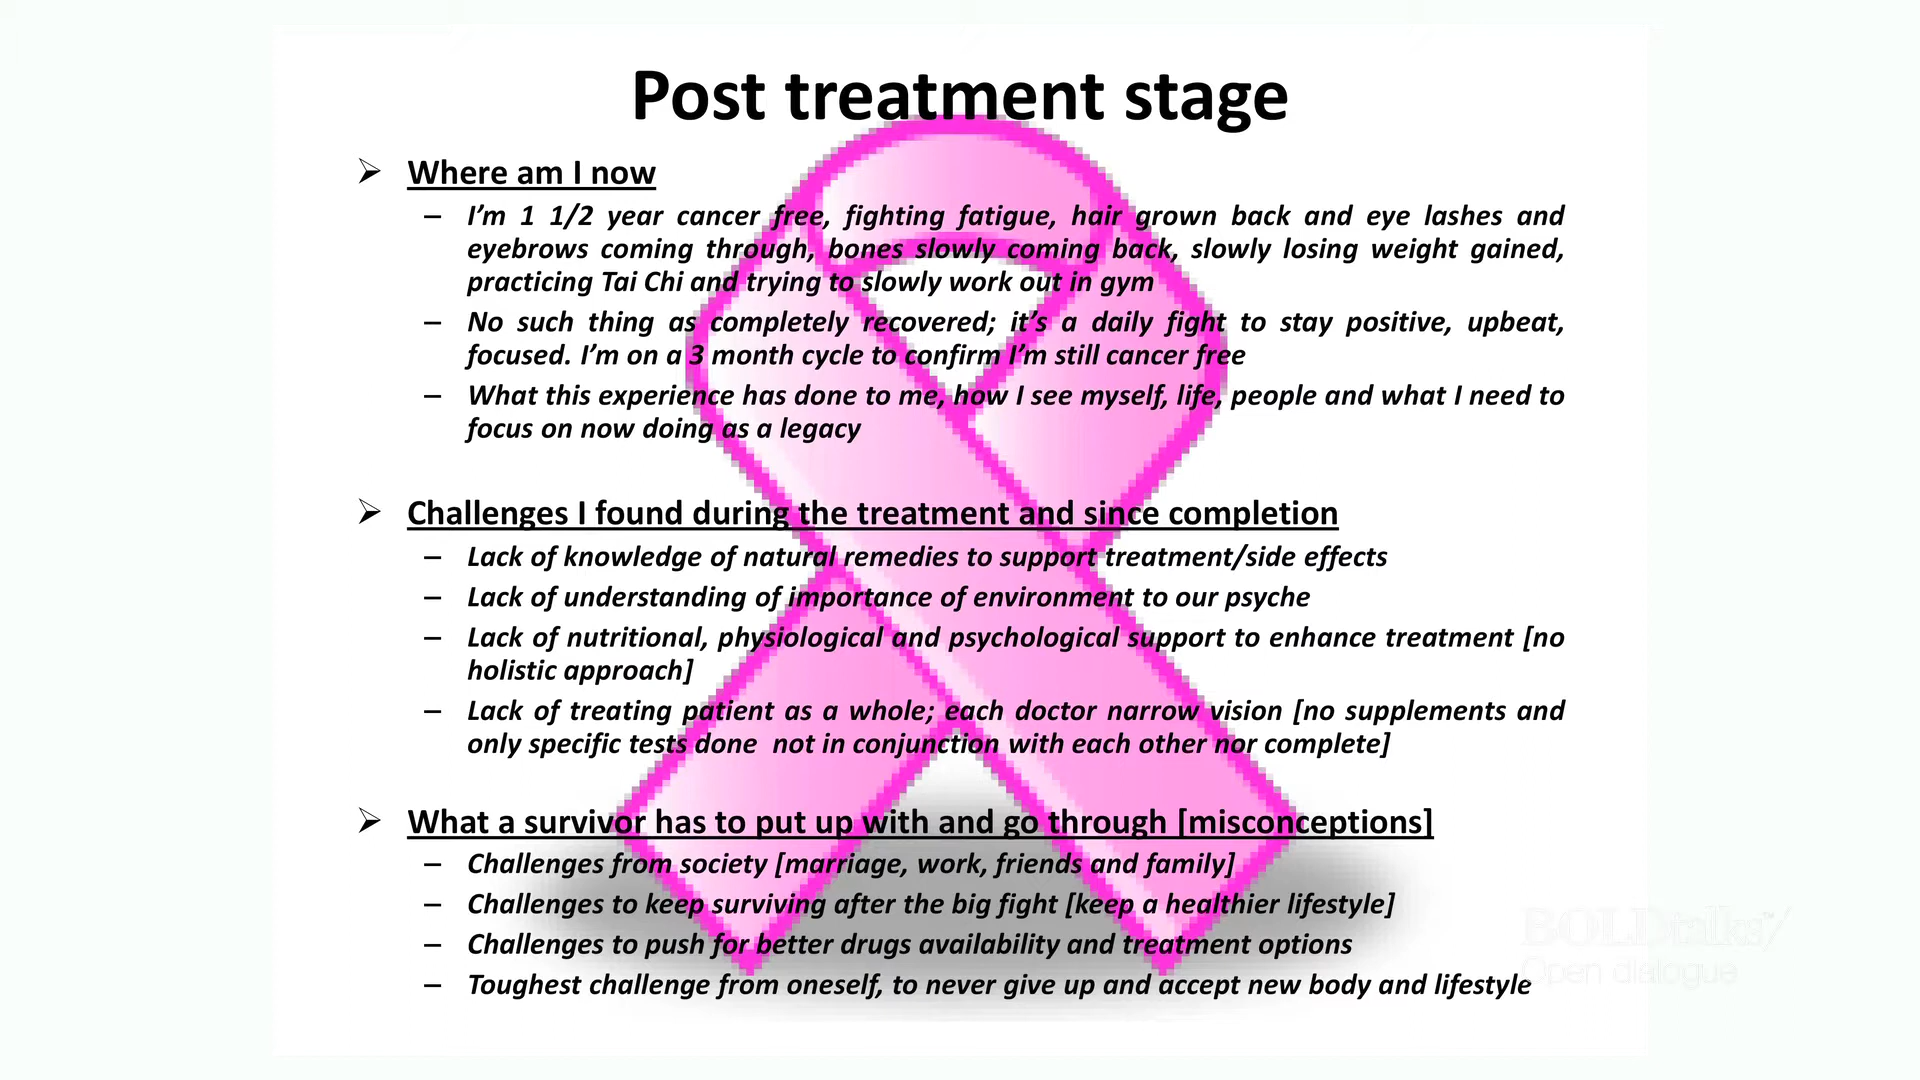 Post treatment stage
Where am I now
– I'm 1 1/2 year cancer free, fighting fatigue, hair grown back and eye lashes and
eyebrows coming through, bones slowly coming back, slowly losing weight gained,
practicing Tai Chi and trying to slowly work out in gym
– No such thing as completely recovered; it's a daily fight to stay positive, upbeat,
focused. I'm on a 3 month cycle to confirm I'm still cancer free
– What this experience has done to me, how I see myself, life, people and what I need to
focus on now doing as a legacy
Challenges I found during the treatment and since completion
– Lack of knowledge of natural remedies to support treatment/side effects
– Lack of understanding of importance of environment to our psyche
– Lack of nutritional, physiological and psychological support to enhance treatment [no
holistic approach]
– Lack of treating patient as a whole; each doctor narrow vision [no supplements and
only specific tests done not in conjunction with each other nor complete]
What a survivor has to put up with and go through [misconceptions]
– Challenges from society [marriage, work, friends and family]
– Challenges to keep surviving after the big fight [keep a healthier lifestyle]
– Challenges to push for better drugs availability and treatment options
– Toughest challenge from oneself, to never give up and accept new body and lifestyle
BOLDtalks™
Open dialogue